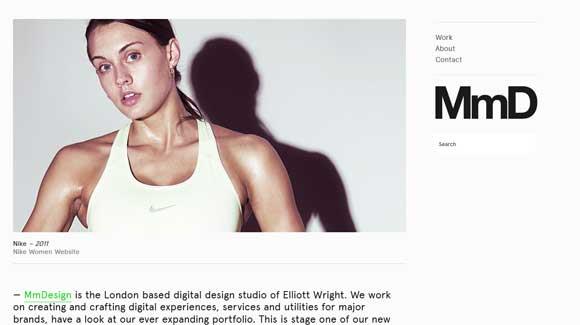 Work
About
Contact
MmD
Search
Nike – 2011
Nike Women Website
— MmDesign is the London based digital design studio of Elliott Wright. We work
on creating and crafting digital experiences, services and utilities for major
brands, have a look at our ever expanding portfolio. This is stage one of our new